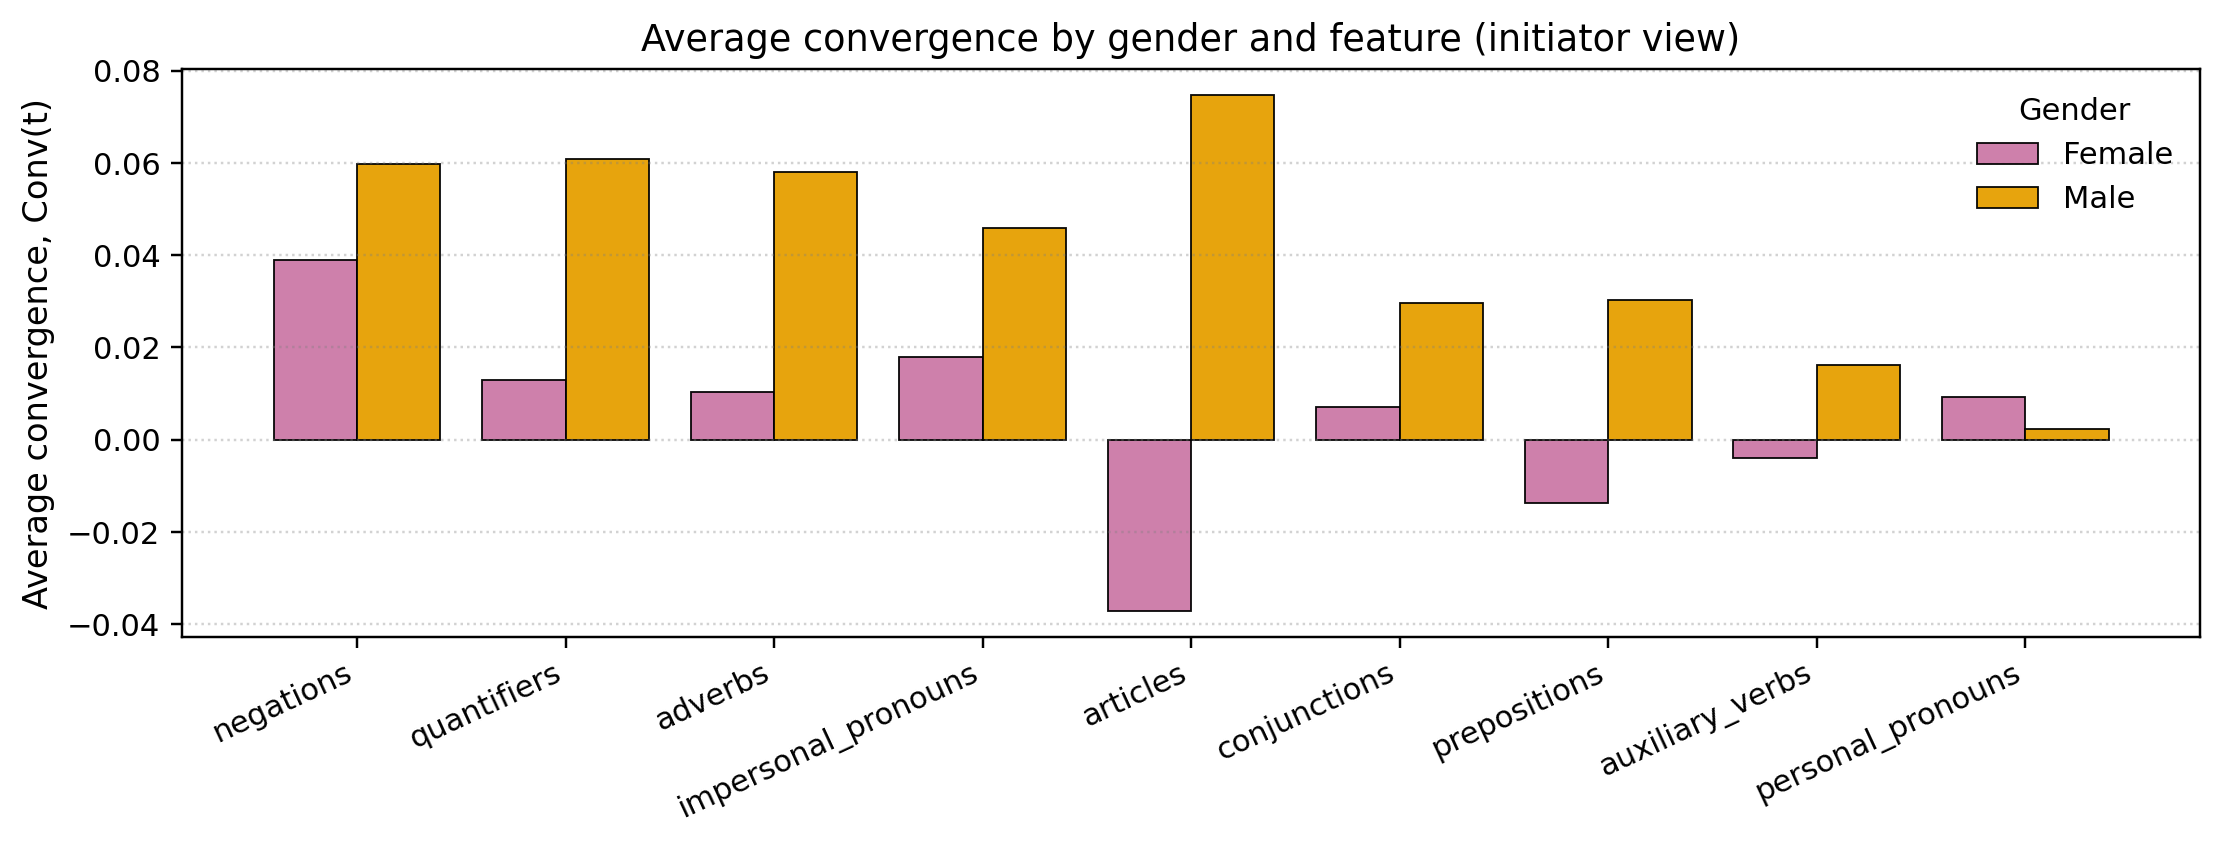 Average convergence by gender and feature (initiator view)
Average convergence, Conv(t)
0.08
0.06
0.04
0.02
0.00
−0.02
−0.04
Gender
Female
Male
negations
quantifiers
adverbs
impersonal_pronouns
articles
conjunctions
prepositions
auxiliary_verbs
personal_pronouns